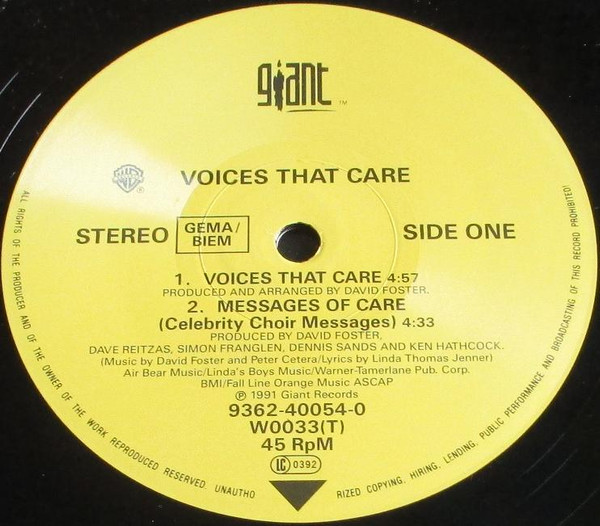 giant ™
VOICES THAT CARE
®
STEREO GEMA/ BIEM SIDE ONE
1. VOICES THAT CARE 4:57
PRODUCED AND ARRANGED BY DAVID FOSTER.
2. MESSAGES OF CARE
(Celebrity Choir Messages) 4:33
PRODUCED BY DAVID FOSTER,
DAVE REITZAS, SIMON FRANGLEN, DENNIS SANDS AND KEN HATHCOCK.
(Music by David Foster and Peter Cetera/Lyrics by Linda Thomas Jenner)
Air Bear Music/Linda's Boys Music/Warner-Tamerlane Pub. Corp.
BMI/Fall Line Orange Music ASCAP
℗ 1991 Giant Records
9362-40054-0
W0033(T)
45 RpM
LC 0392
ALL RIGHTS OF THE PRODUCER AND OF THE OWNER OF THE WORK REPRODUCED RESERVED. UNAUTHO
RIZED COPYING, HIRING, LENDING, PUBLIC PERFORMANCE AND BROADCASTING OF THIS RECORD PROHIBITED!